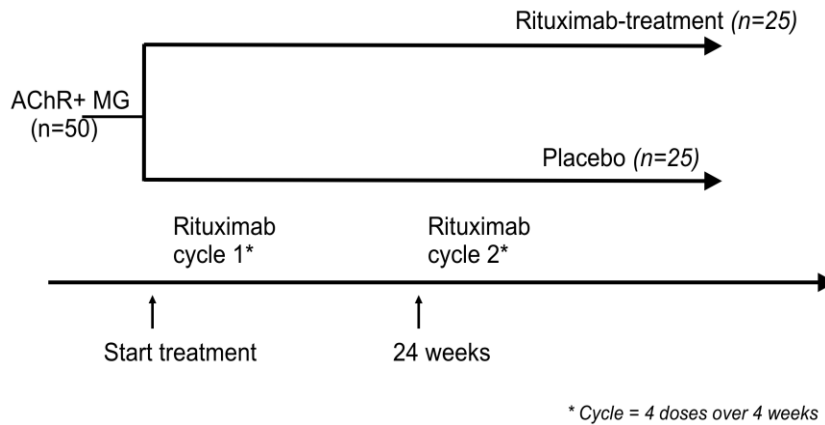 Rituximab-treatment (n=25)
AChR+ MG
(n=50)
Placebo (n=25)
Rituximab
cycle 1*
Rituximab
cycle 2*
Start treatment
24 weeks
* Cycle = 4 doses over 4 weeks